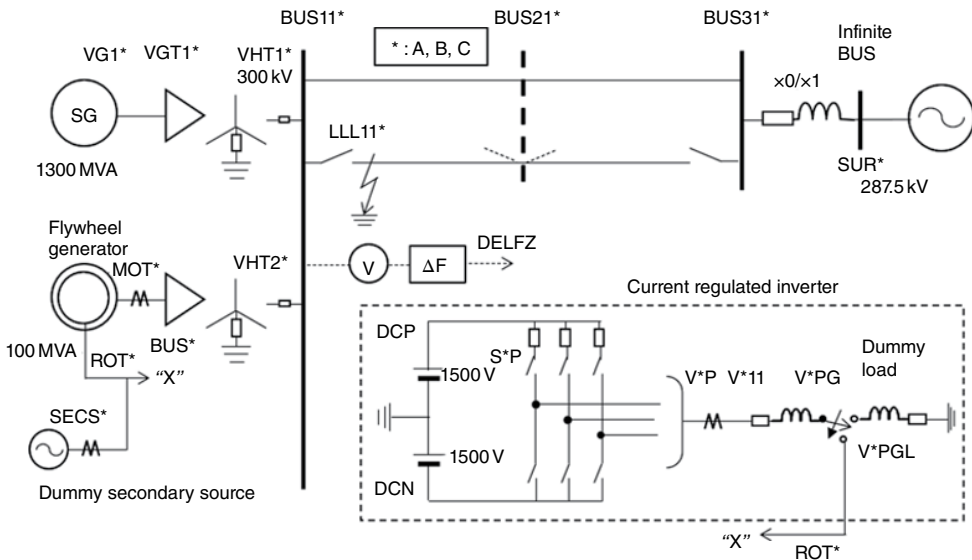 BUS11*
BUS21*
BUS31*
* : A, B, C
VG1*
VGT1*
VHT1*
300 kV
Infinite
BUS
×0/×1
SG
1300 MVA
LLL11*
SUR*
287.5 kV
Flywheel
generator
MOT*
VHT2*
V
ΔF
DELFZ
100 MVA
BUS*
ROT*
"X"
SECS*
Dummy secondary source
Current regulated inverter
DCP
1500 V
S*P
1500 V
DCN
V*P
V*11
V*PG
Dummy
load
V*PGL
"X"
ROT*